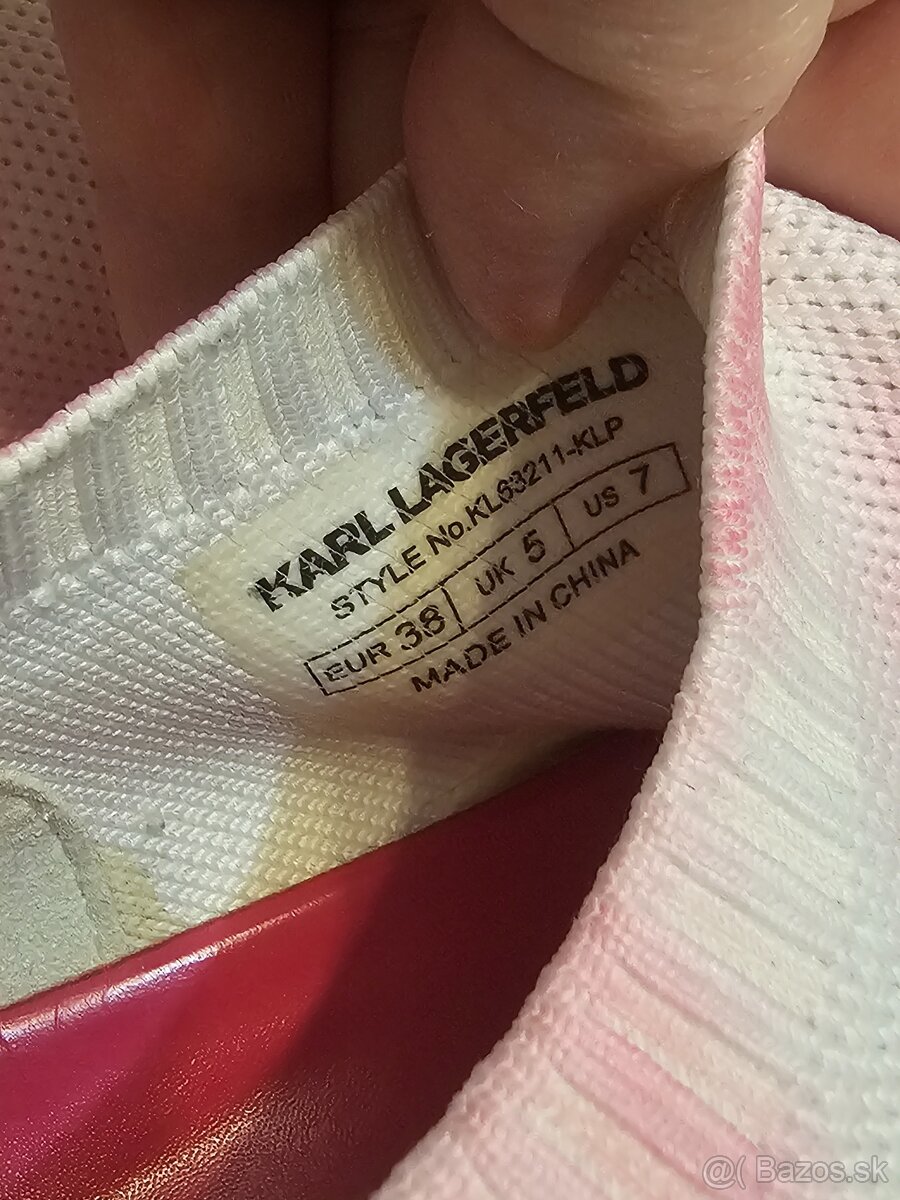 KARL LAGERFELD
STYLE No.KL63211-KLP
EUR 38 UK 5 US 7
MADE IN CHINA
@( Bazos.sk